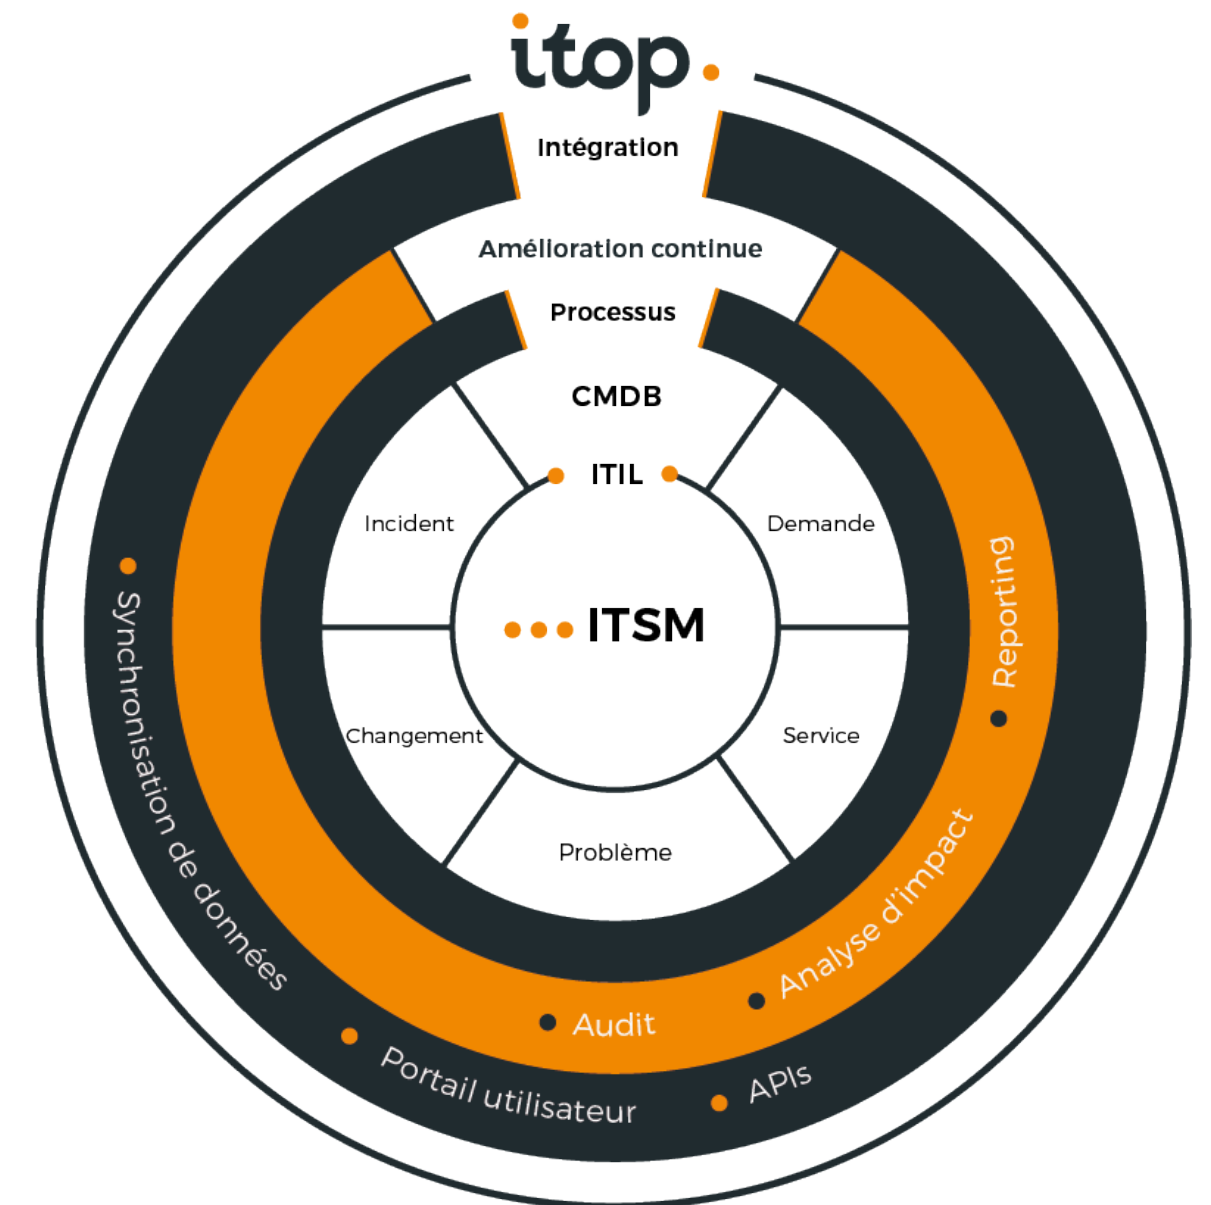 itop.
Intégration
Amélioration continue
Processus
CMDB
ITIL
Incident
Demande
ITSM
Changement
Service
Problème
Reporting
Analyse d'impact
Audit
Synchronisation de données
Portail utilisateur
APIs